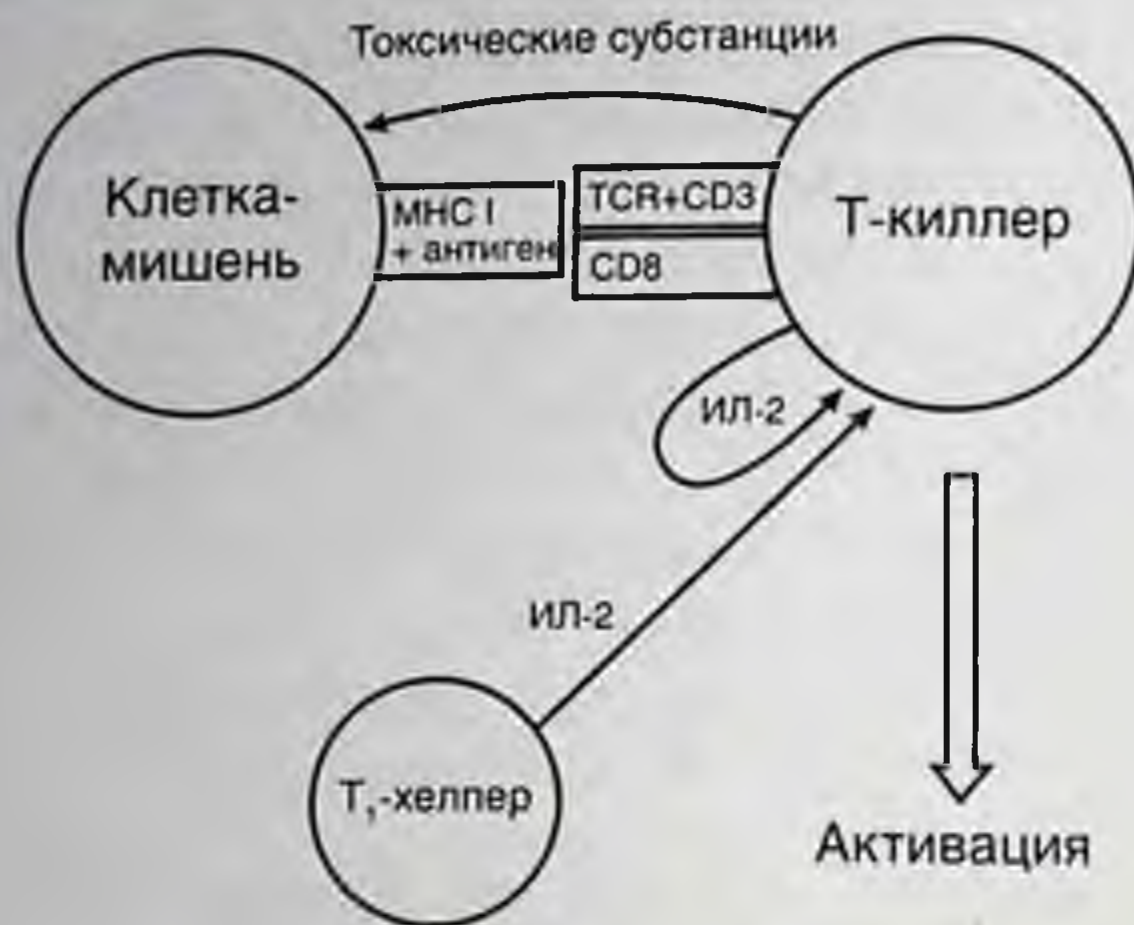 Токсические субстанции
Клетка-
мишень
MHC I
+ антиген
TCR+CD3
CD8
Т-киллер
ИЛ-2
ИЛ-2
Т₁-хелпер
Активация